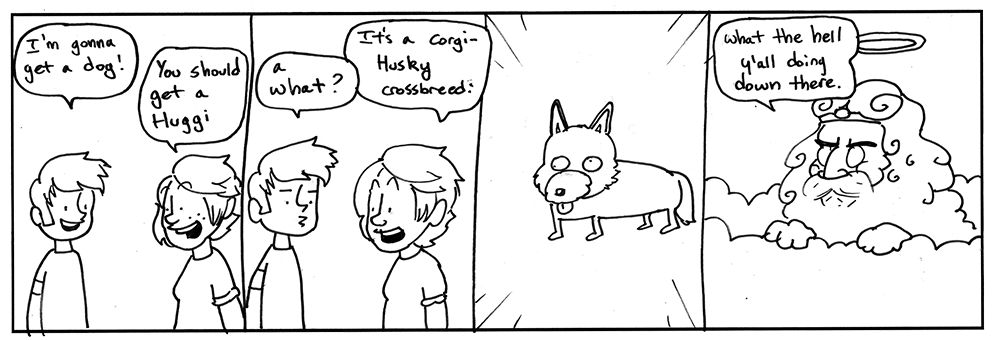 I'm gonna
get a dog!
You should
get a
Huggi
a
what?
It's a corgi-
Husky
crossbreed.
what the hell
y'all doing
down there.